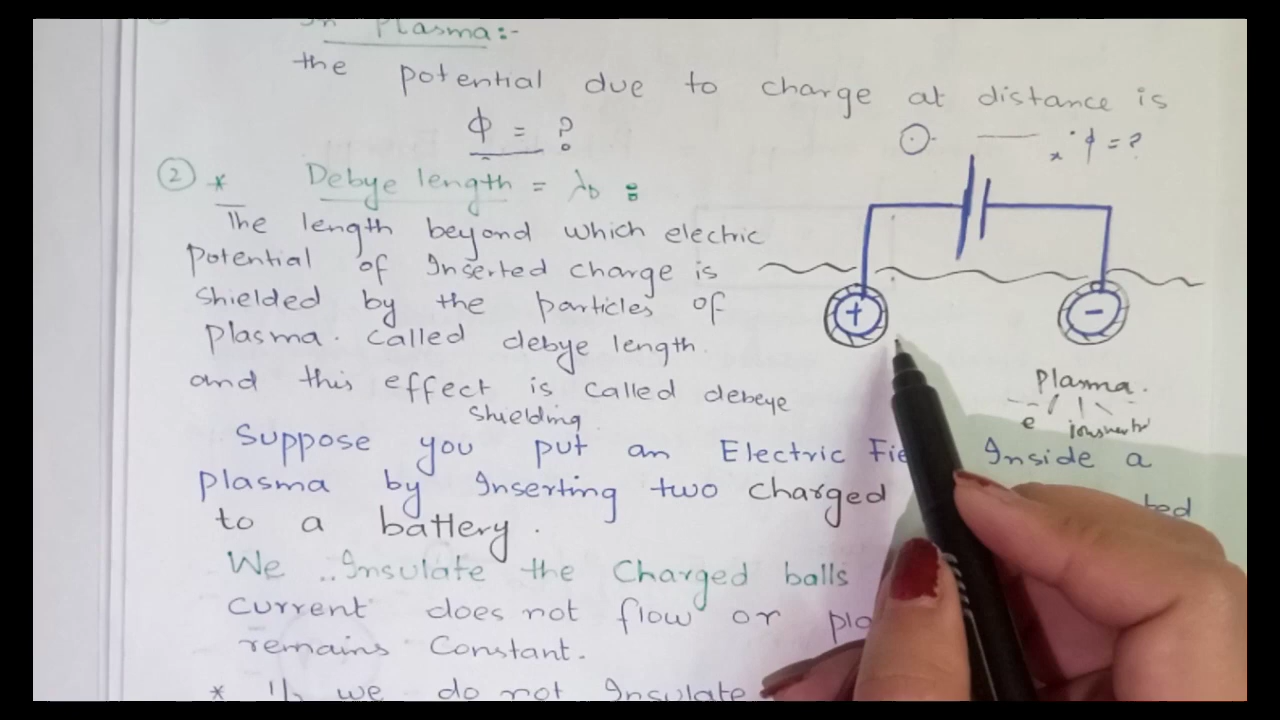 In Plasma:-
the potential due to charge at distance is
ϕ = ?
ϕ = ?
② * Debye length = λD :
The length beyond which electric
Potential of Inserted charge is
shielded by the particles of
plasma. called debye length.
and this effect is called debeye
shielding.
+
-
Plasma.
e
Suppose you put an Electric Inside a
plasma by Inserting two charged
to a battery.
We Insulate the Charged balls
current does not flow or
remains Constant.
* If we do not Insulate